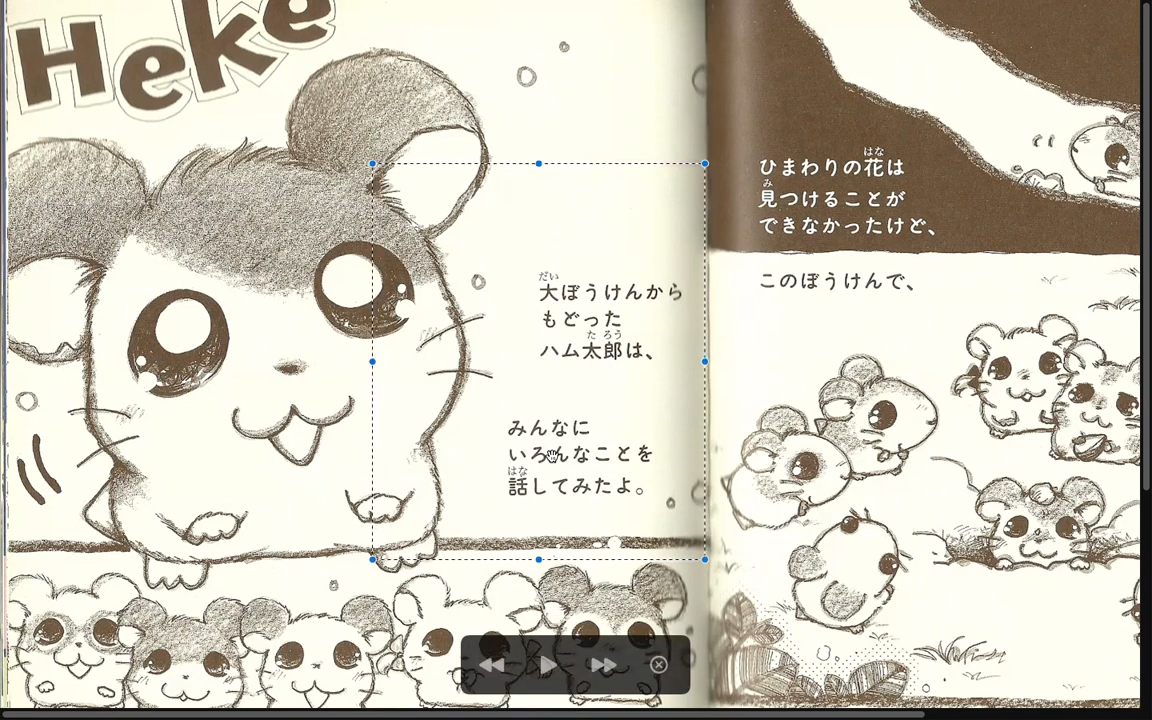 Heke
大ぼうけんから
もどった
ハム太郎は、
みんなに
いろんなことを
話してみたよ。
ひまわりの花は
見つけることが
できなかったけど、
このぼうけんで、